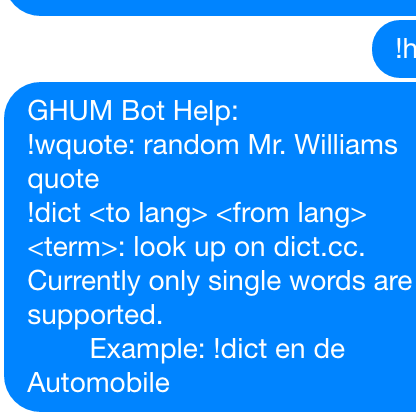 !h
GHUM Bot Help:
!wquote: random Mr. Williams
quote
!dict <to lang> <from lang>
<term>: look up on dict.cc.
Currently only single words are
supported.
Example: !dict en de
Automobile